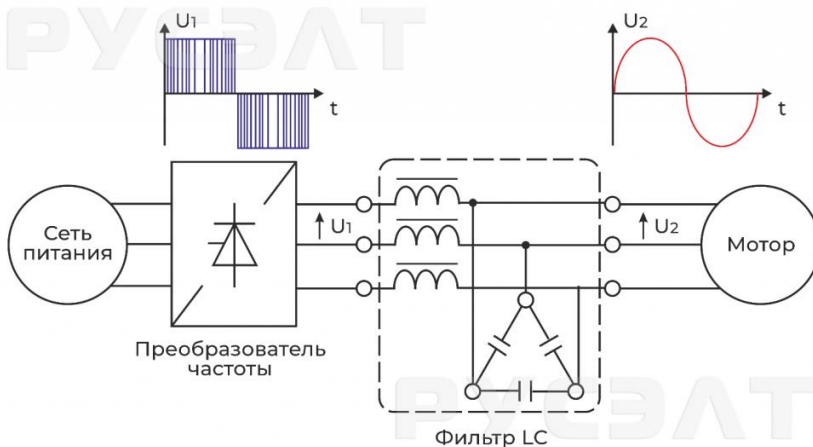 РУСЭЛТ
U1
t
U2
t
Сеть
питания
U1
U2
Мотор
Преобразователь
частоты
Фильтр LC
РУСЭЛТ